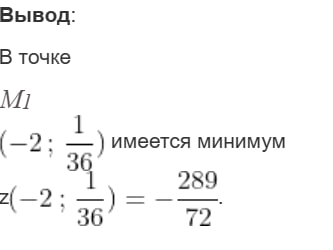 Вывод:
В точке
M1
(−2 ; 1/36) имеется минимум
z(−2 ; 1/36) = −289/72.